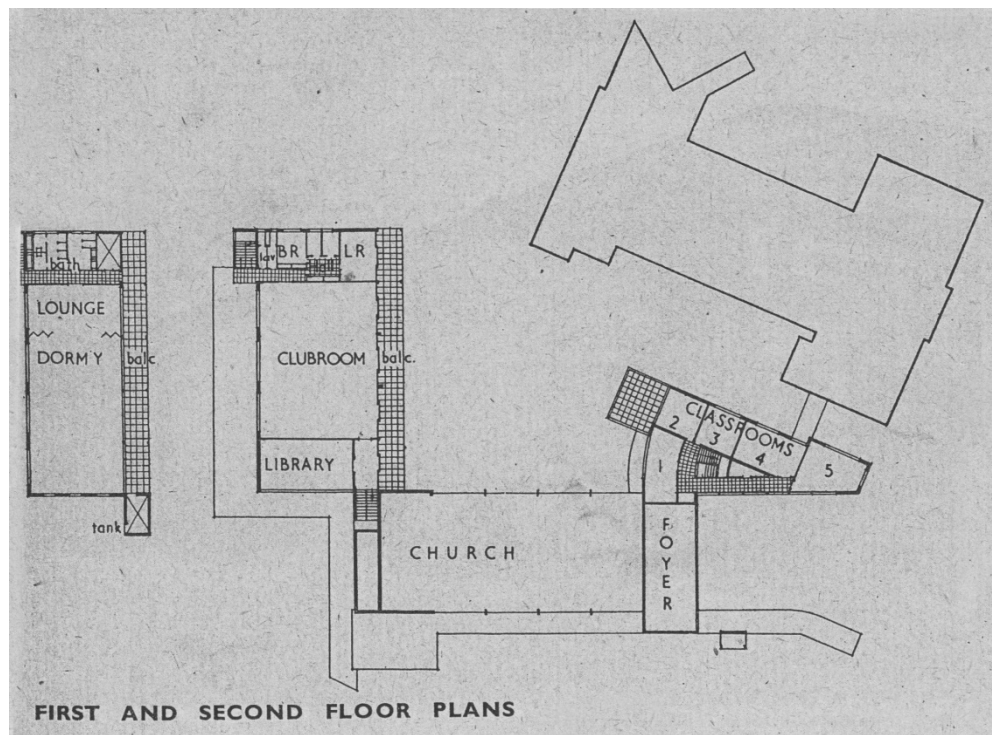 bath
LOUNGE
DORMY
balc.
tank
lav
BR
LR
CLUBROOM
balc.
LIBRARY
CHURCH
FOYER
CLASSROOMS
1
2
3
4
5
FIRST AND SECOND FLOOR PLANS